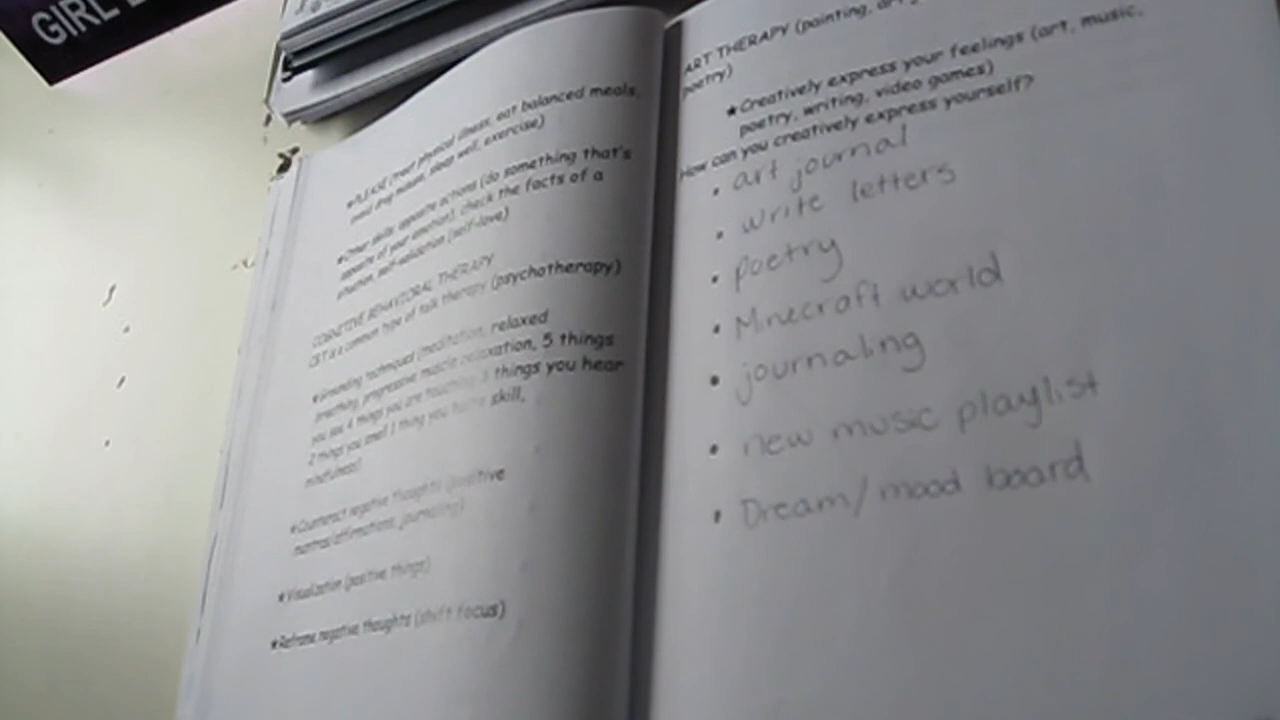 GIRL
★PLEASE (treat physical illness, eat balanced meals,
avoid drugs, sleep well, exercise)
★Other skills: opposite actions (do something that's
opposite of your emotion), check the facts of a
situation, self-validation (self-love)
COGNITIVE BEHAVIORAL THERAPY
CBT is a common type of talk therapy (psychotherapy)
★Grounding techniques (meditation, relaxed
breathing, progressive muscle relaxation, 5 things
you see 4 things you are touching 3 things you hear
2 things you smell 1 thing you taste skill,
mindfulness)
★Counteract negative thoughts (positive
mantras/affirmations, journaling)
★Visualization (positive things)
★Reframe negative thoughts (shift focus)
ART THERAPY (painting,
poetry)
★Creatively express your feelings (art, music,
poetry, writing, video games)
How can you creatively express yourself?
• art journal
• write letters
• poetry
• Minecraft world
• journaling
• new music playlist
• Dream/mood board